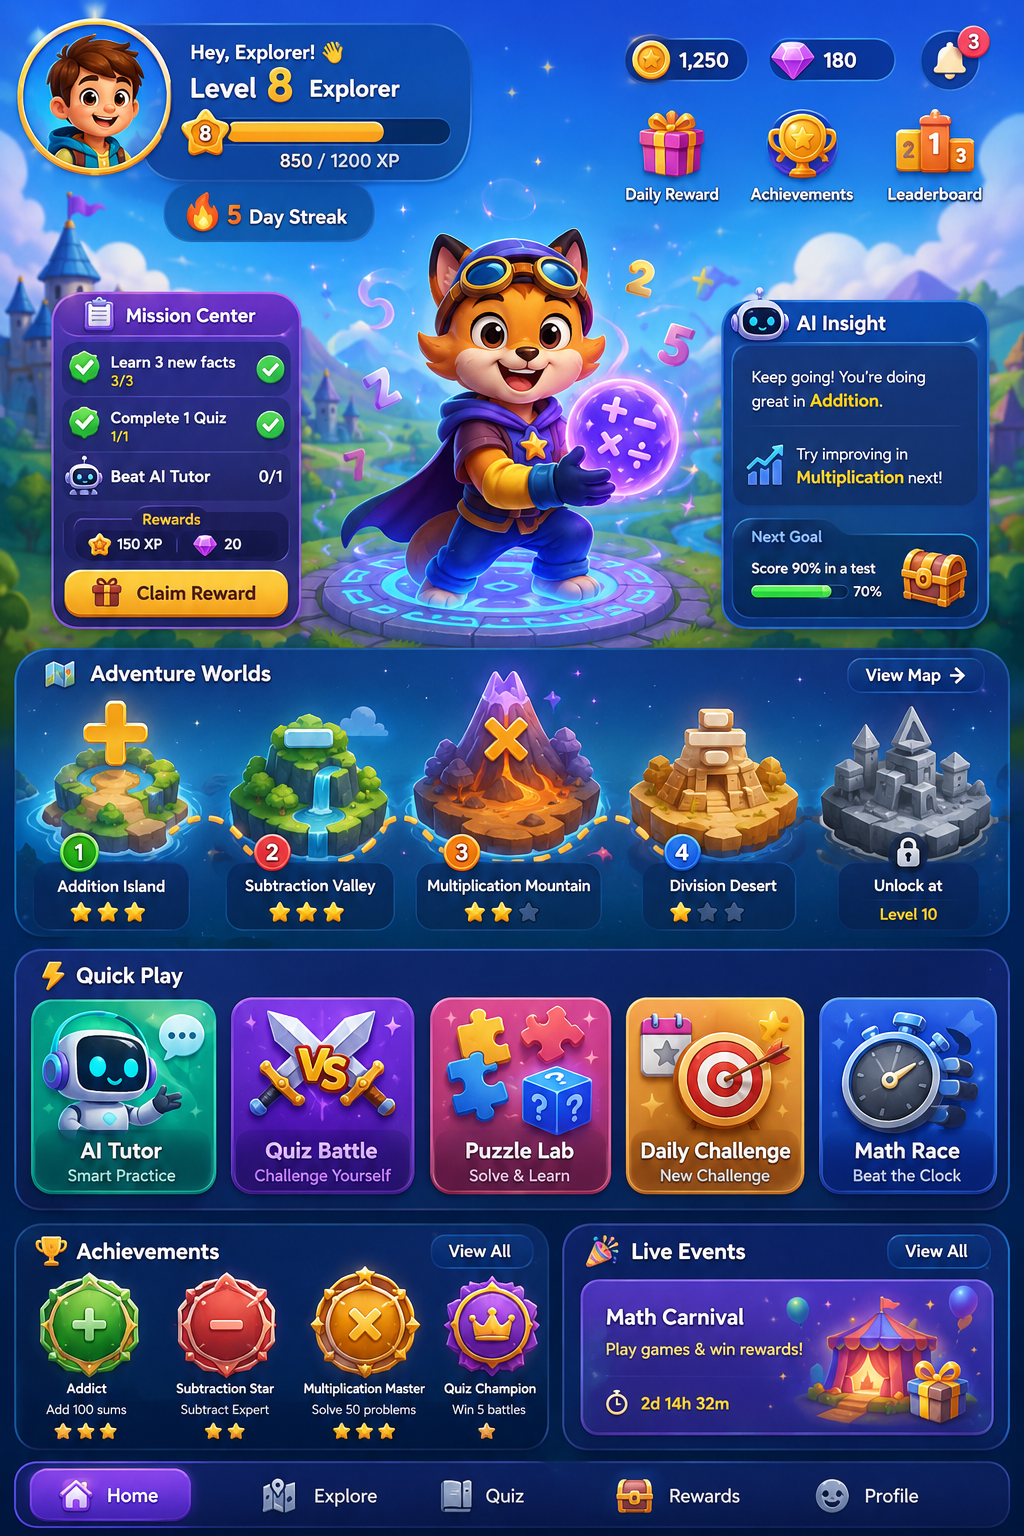 Hey, Explorer! 👋
Level 8 Explorer
8
850 / 1200 XP
5 Day Streak
1,250
180
3
Daily Reward
2 1 3
Achievements
Leaderboard
Mission Center
Learn 3 new facts
3/3
Complete 1 Quiz
1/1
Beat AI Tutor 0/1
Rewards
150 XP 20
Claim Reward
S
2
+
5
Z
7
+ −
× ÷
AI Insight
Keep going! You're doing
great in Addition.
Try improving in
Multiplication next!
Next Goal
Score 90% in a test
70%
Adventure Worlds
View Map →
1
Addition Island
2
Subtraction Valley
3
Multiplication Mountain
4
Division Desert
Unlock at
Level 10
Quick Play
AI Tutor
Smart Practice
VS
Quiz Battle
Challenge Yourself
? ? ?
Puzzle Lab
Solve & Learn
Daily Challenge
New Challenge
Math Race
Beat the Clock
Achievements
View All
Addict
Add 100 sums
Subtraction Star
Subtract Expert
Multiplication Master
Solve 50 problems
Quiz Champion
Win 5 battles
Live Events
View All
Math Carnival
Play games & win rewards!
2d 14h 32m
Home
Explore
Quiz
Rewards
Profile